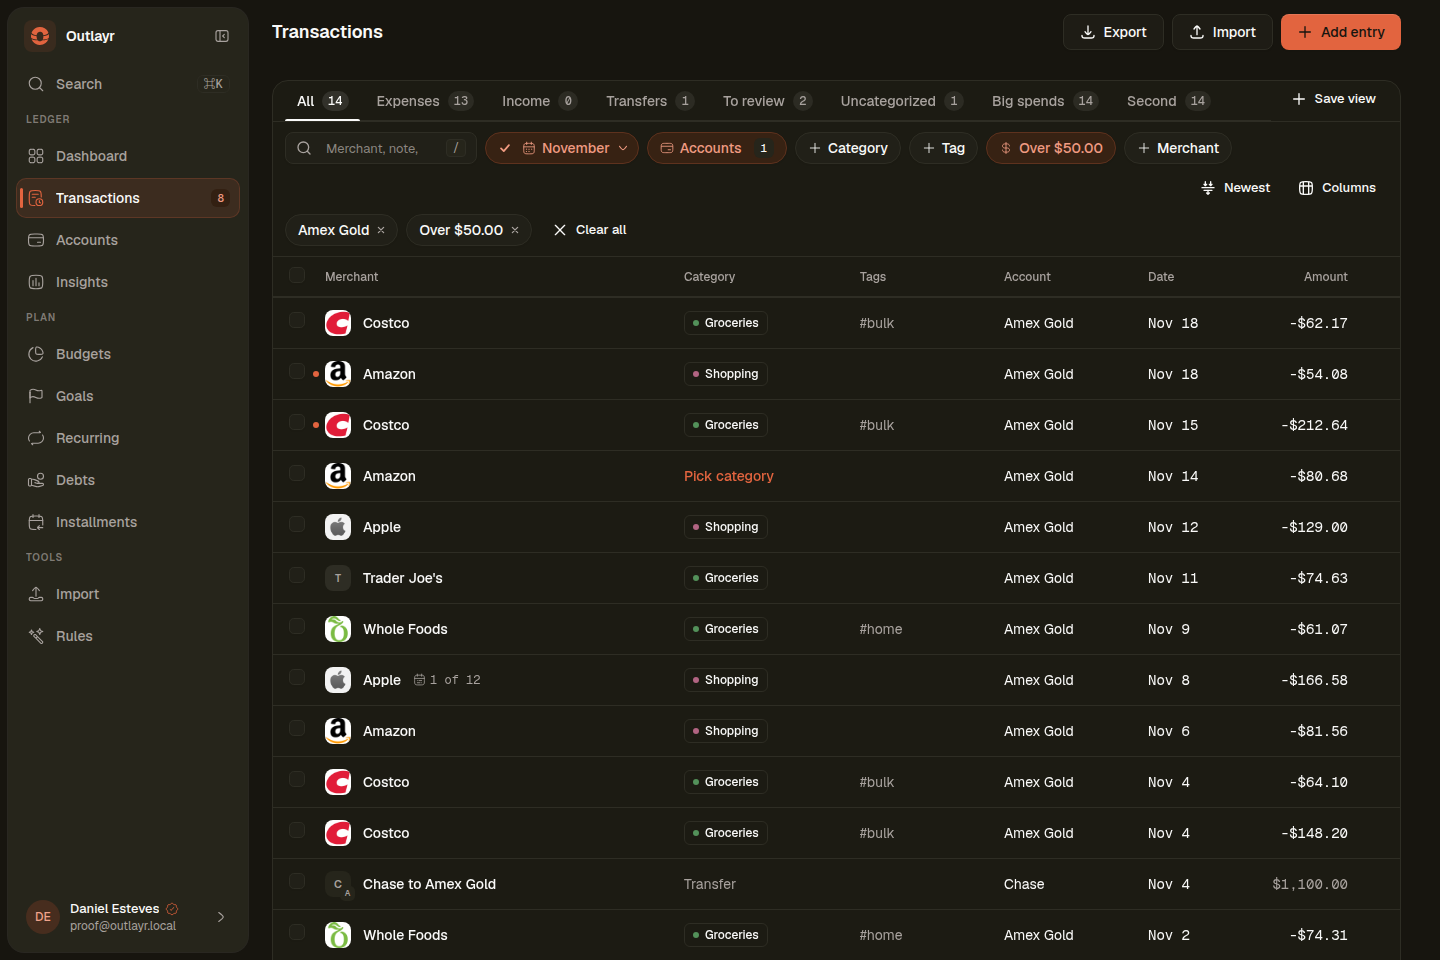 Outlayr
Search ⌘K
LEDGER
Dashboard
Transactions 8
Accounts
Insights
PLAN
Budgets
Goals
Recurring
Debts
Installments
TOOLS
Import
Rules
DE Daniel Esteves
proof@outlayr.local
Transactions
Export Import Add entry
All 14 Expenses 13 Income 0 Transfers 1 To review 2 Uncategorized 1 Big spends 14 Second 14 Save view
Merchant, note, / November Accounts 1 Category Tag Over $50.00 Merchant
Newest Columns
Amex Gold × Over $50.00 × Clear all
Merchant Category Tags Account Date Amount
Costco Groceries #bulk Amex Gold Nov 18 -$62.17
a Amazon Shopping Amex Gold Nov 18 -$54.08
Costco Groceries #bulk Amex Gold Nov 15 -$212.64
a Amazon Pick category Amex Gold Nov 14 -$80.68
Apple Shopping Amex Gold Nov 12 -$129.00
T Trader Joe's Groceries Amex Gold Nov 11 -$74.63
Whole Foods Groceries #home Amex Gold Nov 9 -$61.07
Apple 1 of 12 Shopping Amex Gold Nov 8 -$166.58
a Amazon Shopping Amex Gold Nov 6 -$81.56
Costco Groceries #bulk Amex Gold Nov 4 -$64.10
Costco Groceries #bulk Amex Gold Nov 4 -$148.20
C A Chase to Amex Gold Transfer Chase Nov 4 $1,100.00
Whole Foods Groceries #home Amex Gold Nov 2 -$74.31